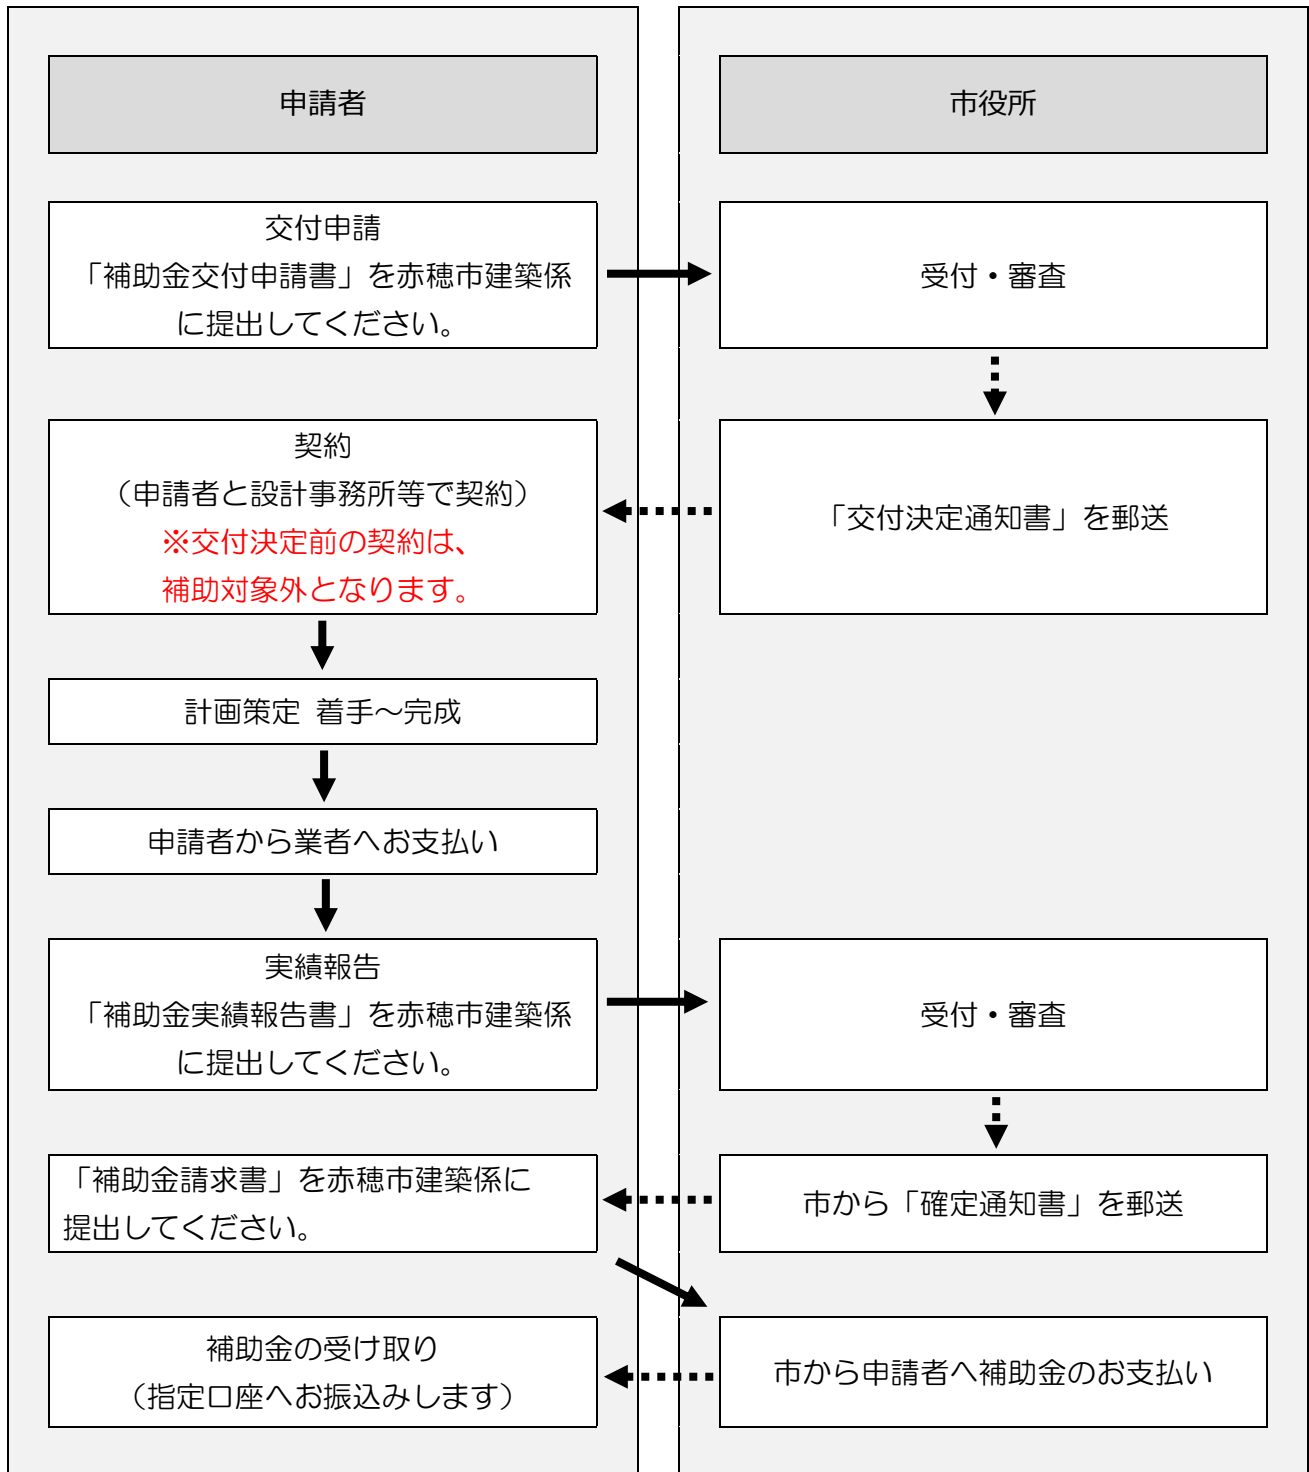 申請者
市役所
交付申請
「補助金交付申請書」を赤穂市建築係
に提出してください。
受付・審査
契約
（申請者と設計事務所等で契約）
※交付決定前の契約は、
補助対象外となります。
「交付決定通知書」を郵送
計画策定 着手～完成
申請者から業者へお支払い
実績報告
「補助金実績報告書」を赤穂市建築係
に提出してください。
受付・審査
「補助金請求書」を赤穂市建築係に
提出してください。
市から「確定通知書」を郵送
補助金の受け取り
（指定口座へお振込みします）
市から申請者へ補助金のお支払い